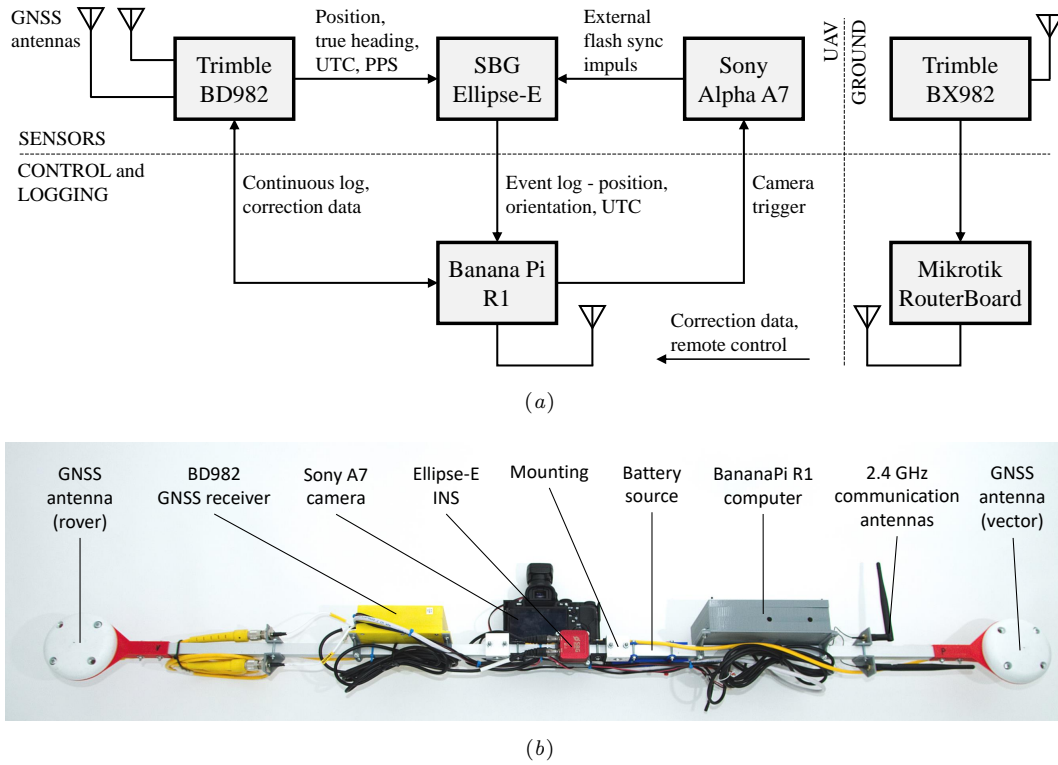 GNSS
antennas
Trimble
BD982
Position,
true heading,
UTC, PPS
SBG
Ellipse-E
External
flash sync
impuls
Sony
Alpha A7
UAV
GROUND
Trimble
BX982
SENSORS
CONTROL and
LOGGING
Continuous log,
correction data
Event log - position,
orientation, UTC
Camera
trigger
Banana Pi
R1
Mikrotik
RouterBoard
Correction data,
remote control
(a)
GNSS
antenna
(rover)
BD982
GNSS receiver
Sony A7
camera
Ellipse-E
INS
Mounting
Battery
source
BananaPi R1
computer
2.4 GHz
communication
antennas
GNSS
antenna
(vector)
(b)